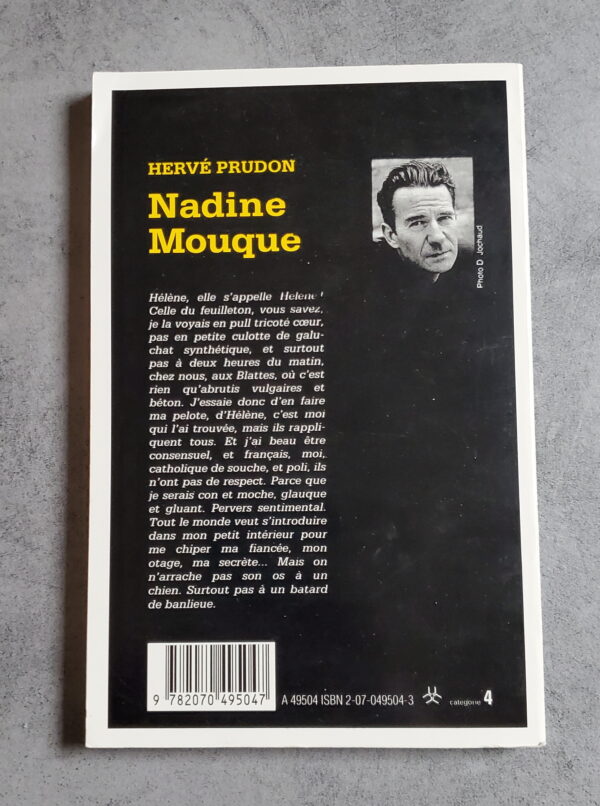 HERVÉ PRUDON
Nadine
Mouque
Photo D. Jochaud
Hélène, elle s'appelle Hélène !
Celle du feuilleton, vous savez,
je la voyais en pull tricoté cœur,
pas en petite culotte de galu-
chat synthétique, et surtout
pas à deux heures du matin,
chez nous, aux Blattes, où c'est
rien qu'abrutis vulgaires et
béton. J'essaie donc d'en faire
ma pelote, d'Hélène, c'est moi
qui l'ai trouvée, mais ils rappli-
quent tous. Et j'ai beau être
consensuel, et français, moi,
catholique de souche, et poli, ils
n'ont pas de respect. Parce que
je serais con et moche, glauque
et gluant. Pervers sentimental.
Tout le monde veut s'introduire
dans mon petit intérieur pour
me chiper ma fiancée, mon
otage, ma secrète... Mais on
n'arrache pas son os à un
chien. Surtout pas à un batard
de banlieue.
9 782070 495047
A 49504 ISBN 2-07-049504-3
catégorie 4